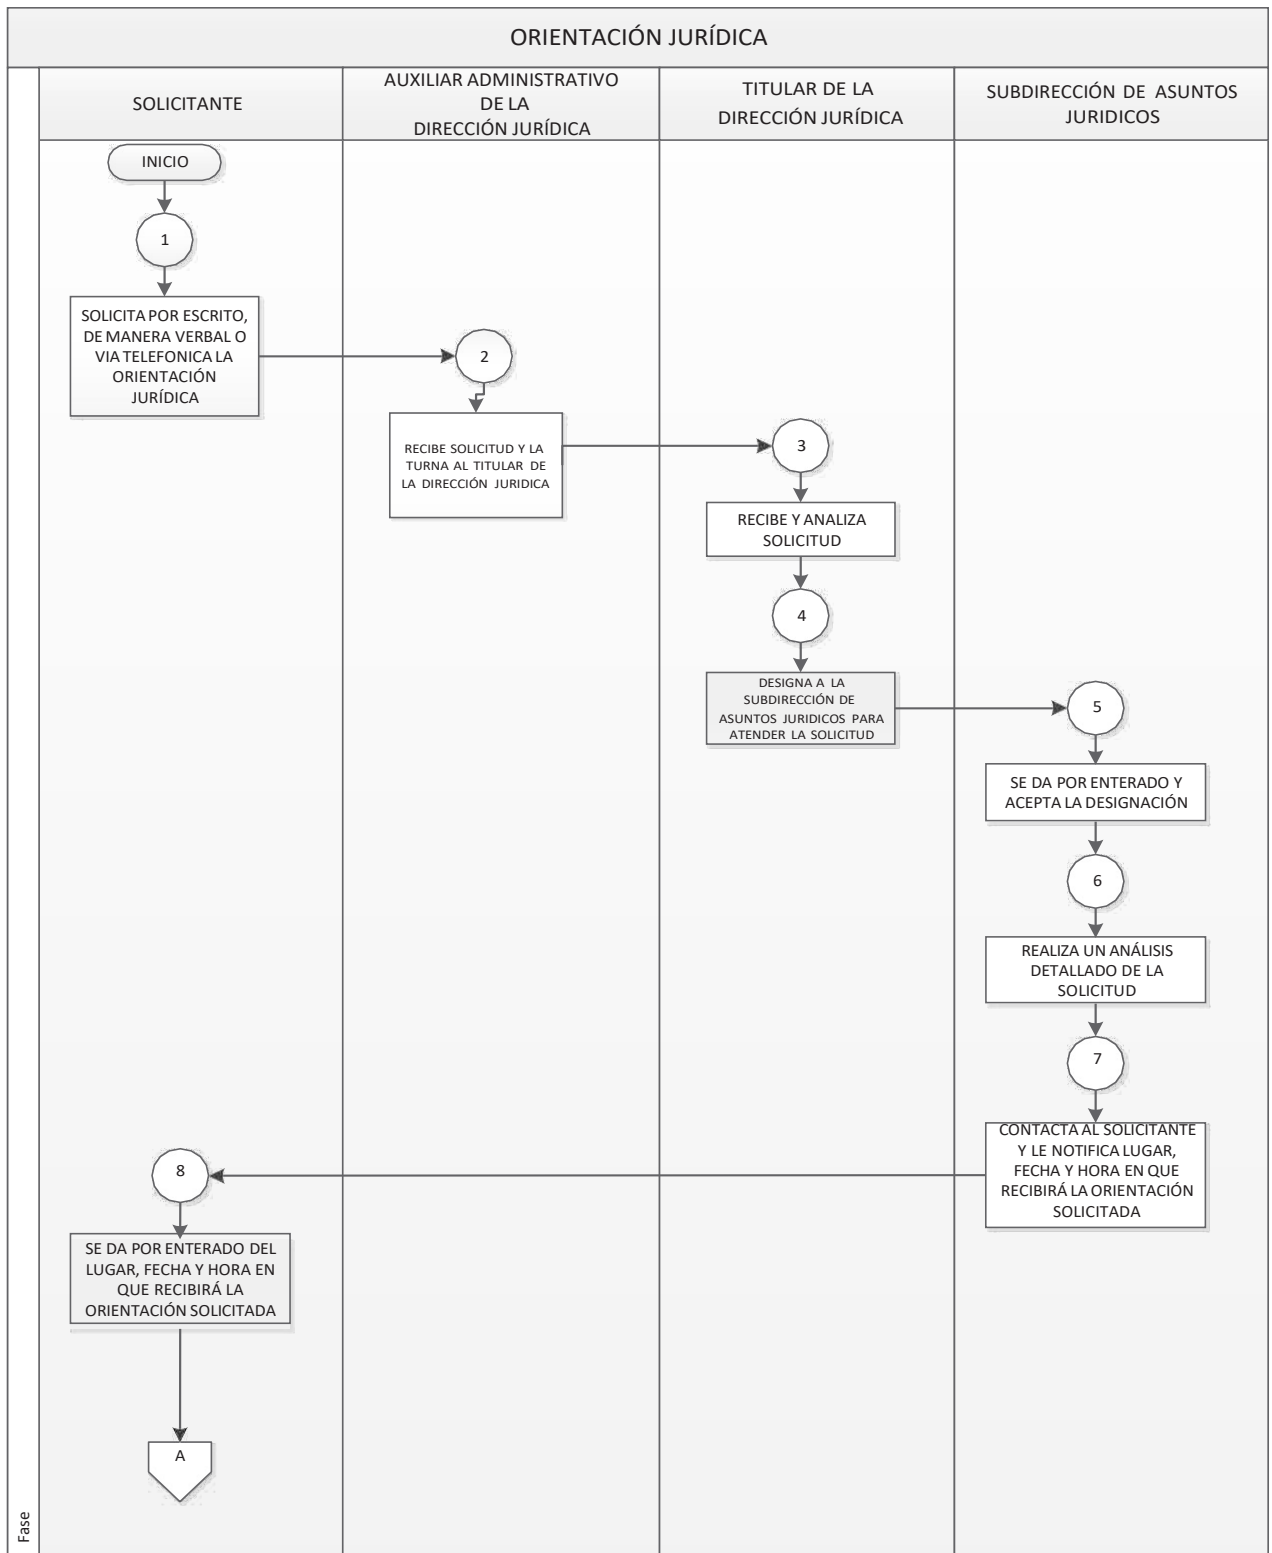 ORIENTACIÓN JURÍDICA
SOLICITANTE
AUXILIAR ADMINISTRATIVO
DE LA
DIRECCIÓN JURÍDICA
TITULAR DE LA
DIRECCIÓN JURÍDICA
SUBDIRECCIÓN DE ASUNTOS
JURIDICOS
INICIO
1
SOLICITA POR ESCRITO,
DE MANERA VERBAL O
VIA TELEFONICA LA
ORIENTACIÓN
JURÍDICA
2
RECIBE SOLICITUD Y LA
TURNA AL TITULAR DE
LA DIRECCIÓN JURIDICA
3
RECIBE Y ANALIZA
SOLICITUD
4
DESIGNA A LA
SUBDIRECCIÓN DE
ASUNTOS JURIDICOS PARA
ATENDER LA SOLICITUD
5
SE DA POR ENTERADO Y
ACEPTA LA DESIGNACIÓN
6
REALIZA UN ANÁLISIS
DETALLADO DE LA
SOLICITUD
7
CONTACTA AL SOLICITANTE
Y LE NOTIFICA LUGAR,
FECHA Y HORA EN QUE
RECIBIRÁ LA ORIENTACIÓN
SOLICITADA
8
SE DA POR ENTERADO DEL
LUGAR, FECHA Y HORA EN
QUE RECIBIRÁ LA
ORIENTACIÓN SOLICITADA
A
Fase